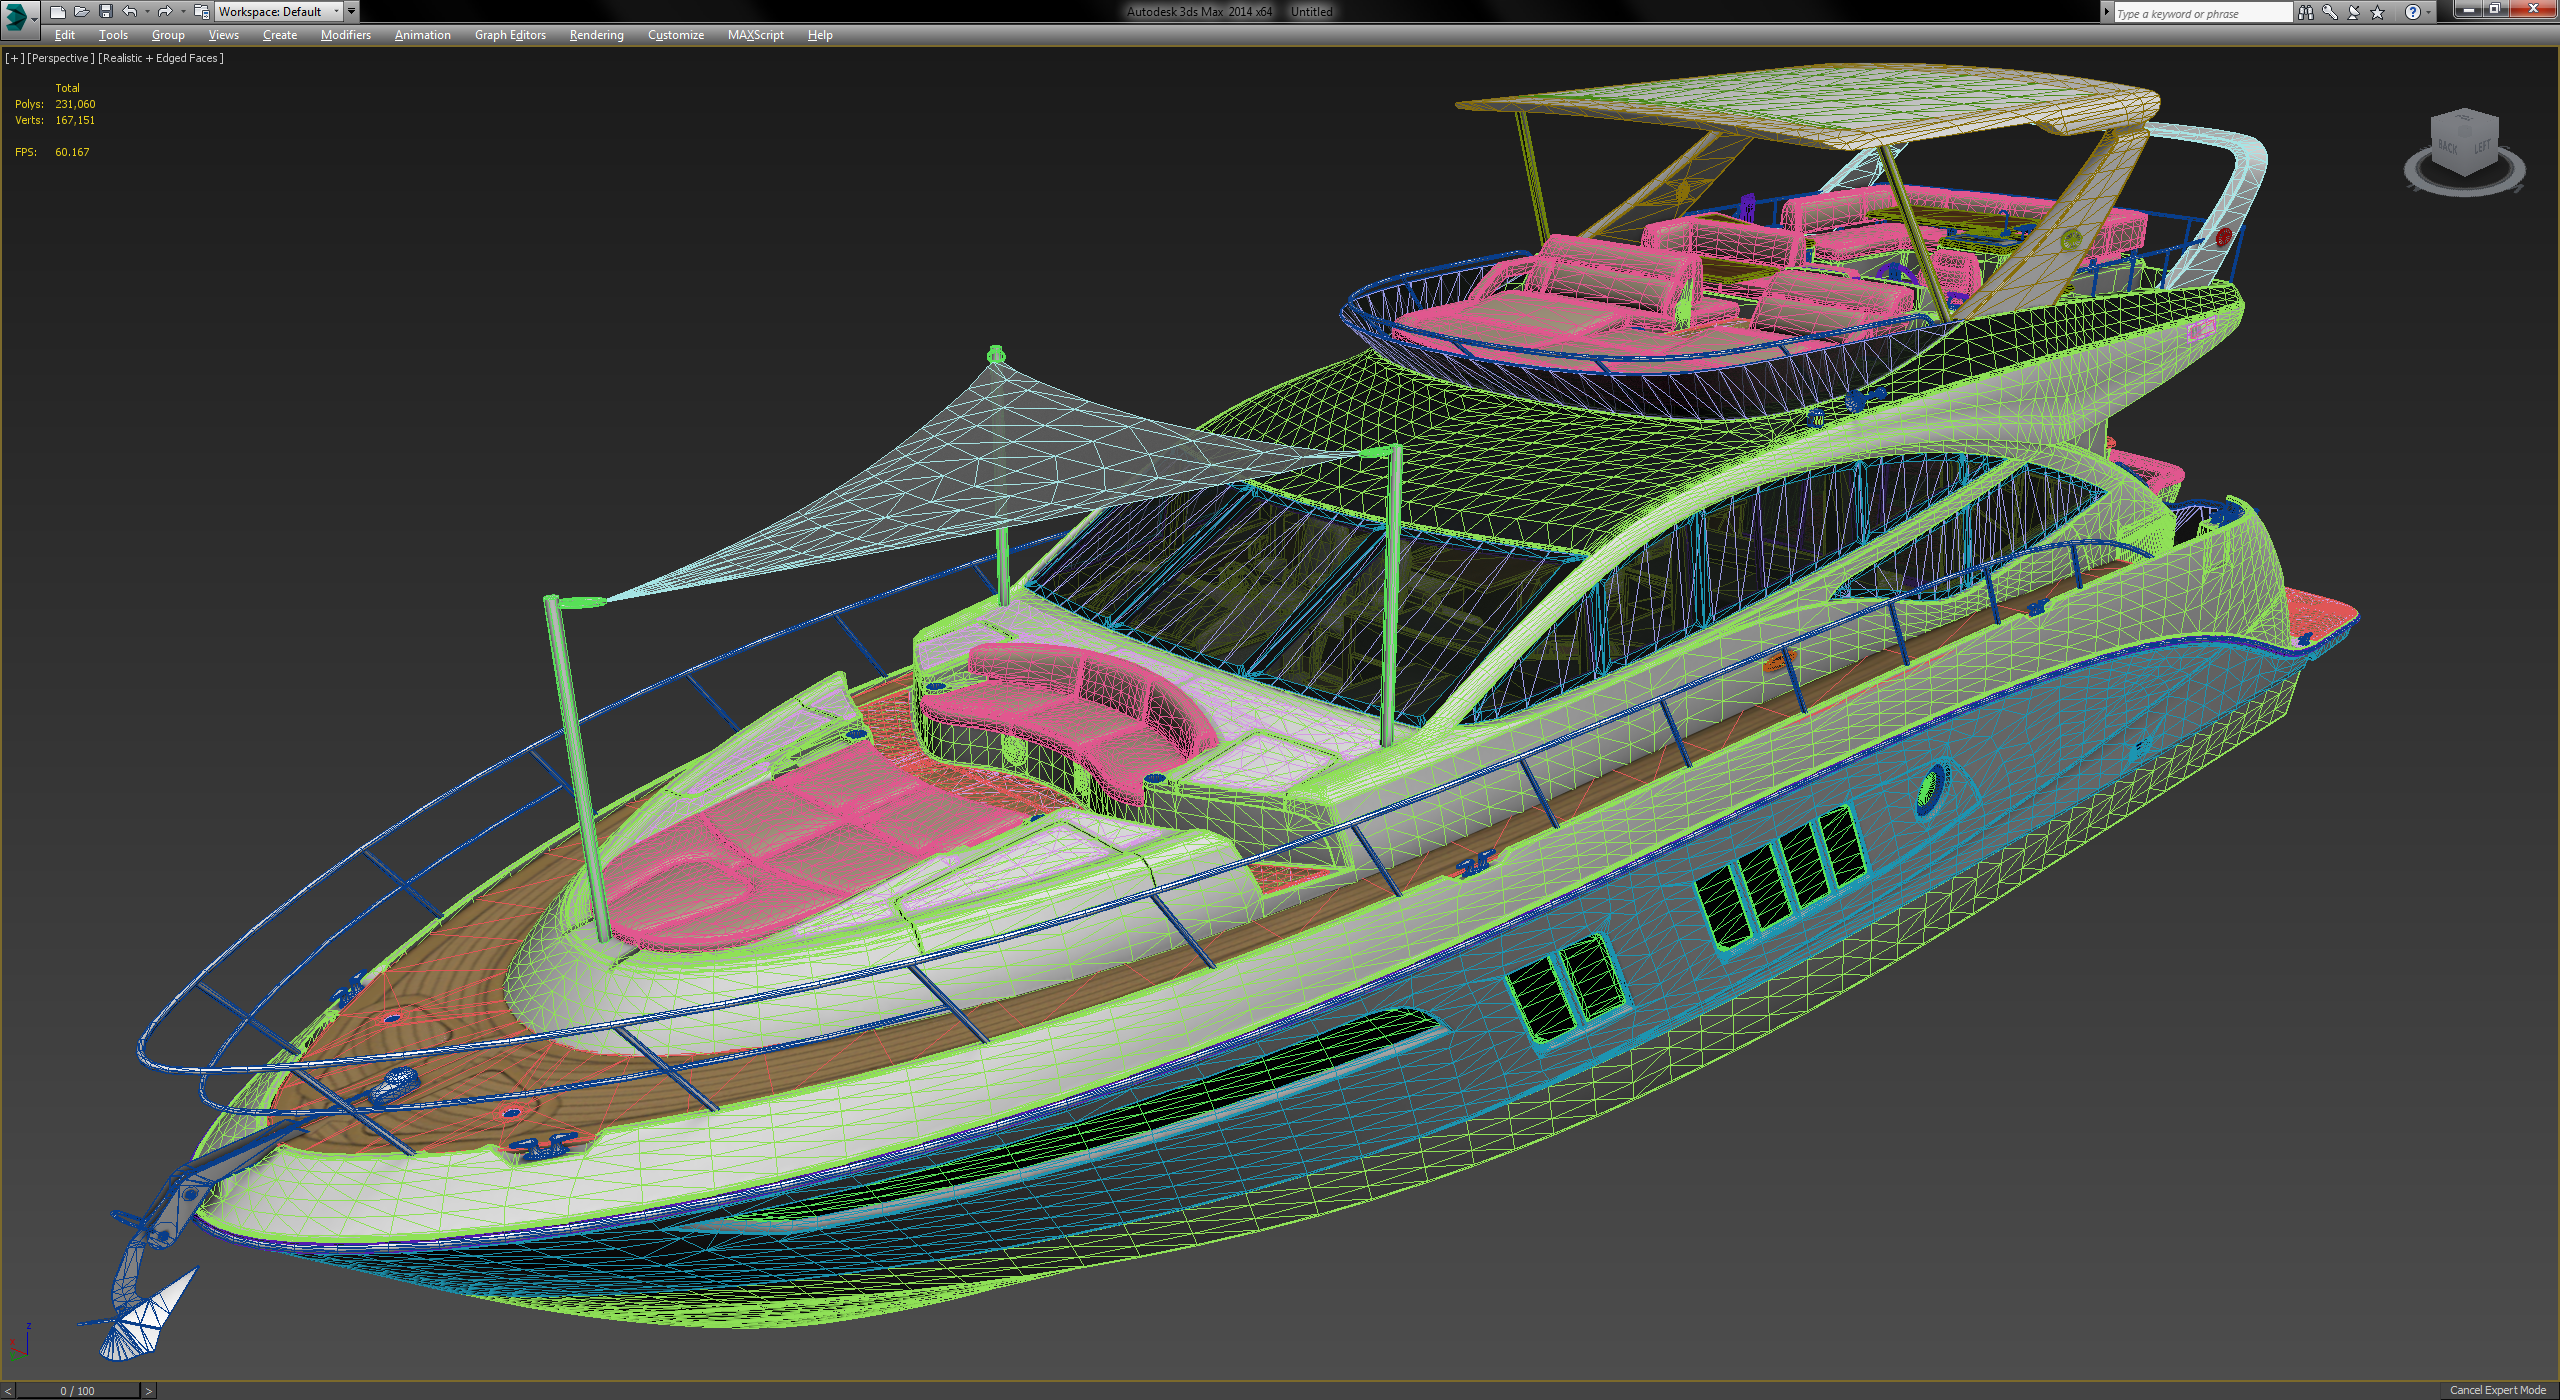 Workspace: Default
Autodesk 3ds Max 2014 x64 Untitled
Type a keyword or phrase
Edit Tools Group Views Create Modifiers Animation Graph Editors Rendering Customize MAXScript Help
[+] [Perspective] [Realistic + Edged Faces]
Total
Polys: 231,060
Verts: 167,151
FPS: 60.167
BACK LEFT
z
< 0 / 100 >
Cancel Expert Mode